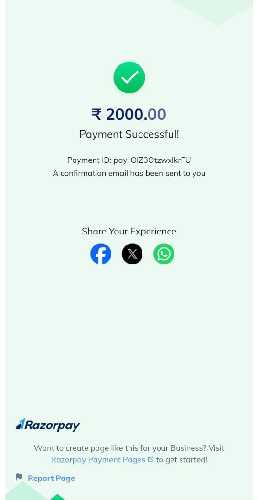 ₹ 2000.00
Payment Successful!
Payment ID:
A confirmation email has been sent to you
Share Your Experience
Razorpay
Want to create page like this for your Business? Visit
Razorpay Payment Pages to get started!
Report Page